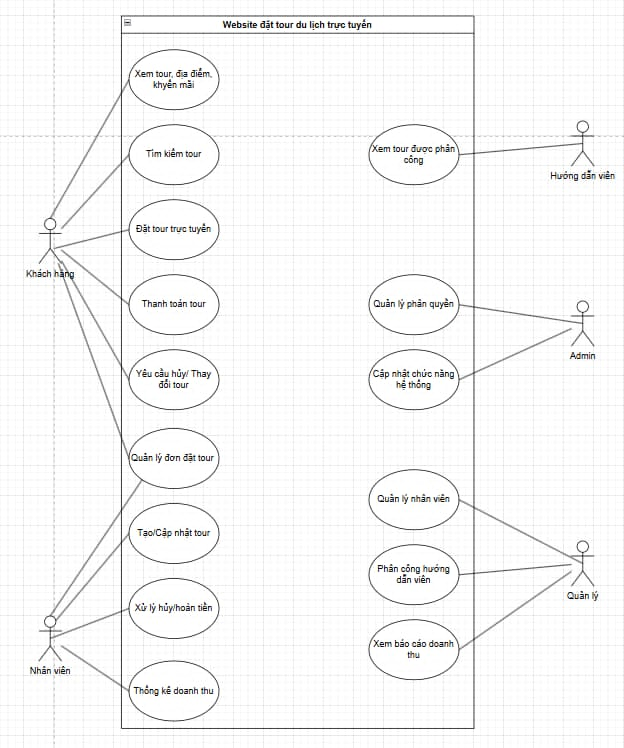 Website đặt tour du lịch trực tuyến
Xem tour, địa điểm,
khuyến mãi
Tìm kiếm tour
Đặt tour trực tuyến
Thanh toán tour
Yêu cầu hủy/ Thay
đổi tour
Quản lý đơn đặt tour
Tạo/Cập nhật tour
Xử lý hủy/hoàn tiền
Thống kê doanh thu
Khách hàng
Nhân viên
Xem tour được phân
công
Quản lý phân quyền
Cập nhật chức năng
hệ thống
Quản lý nhân viên
Phân công hướng
dẫn viên
Xem báo cáo doanh
thu
Hướng dẫn viên
Admin
Quản lý